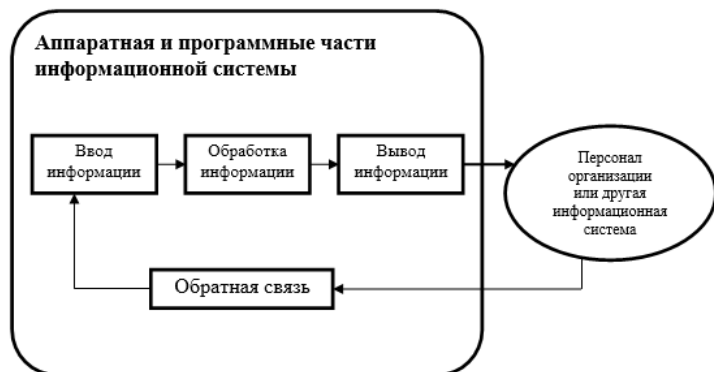 Аппаратная и программные части
информационной системы
Ввод
информации
Обработка
информации
Вывод
информации
Персонал
организации
или другая
информационная
система
Обратная связь